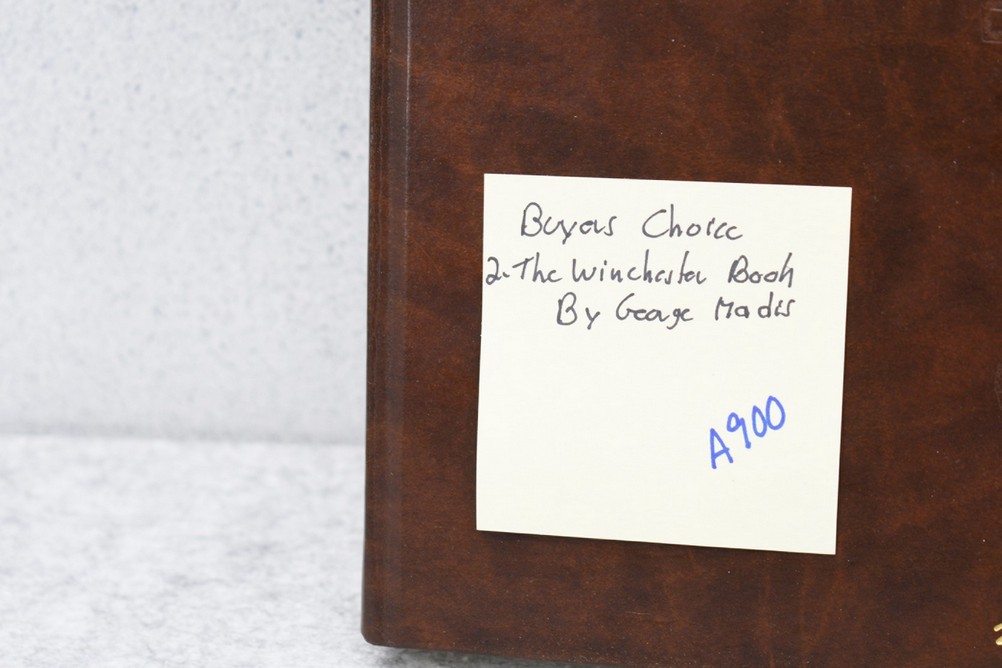 Buyers Choice
2. The Winchester Book
By George Madis
A900